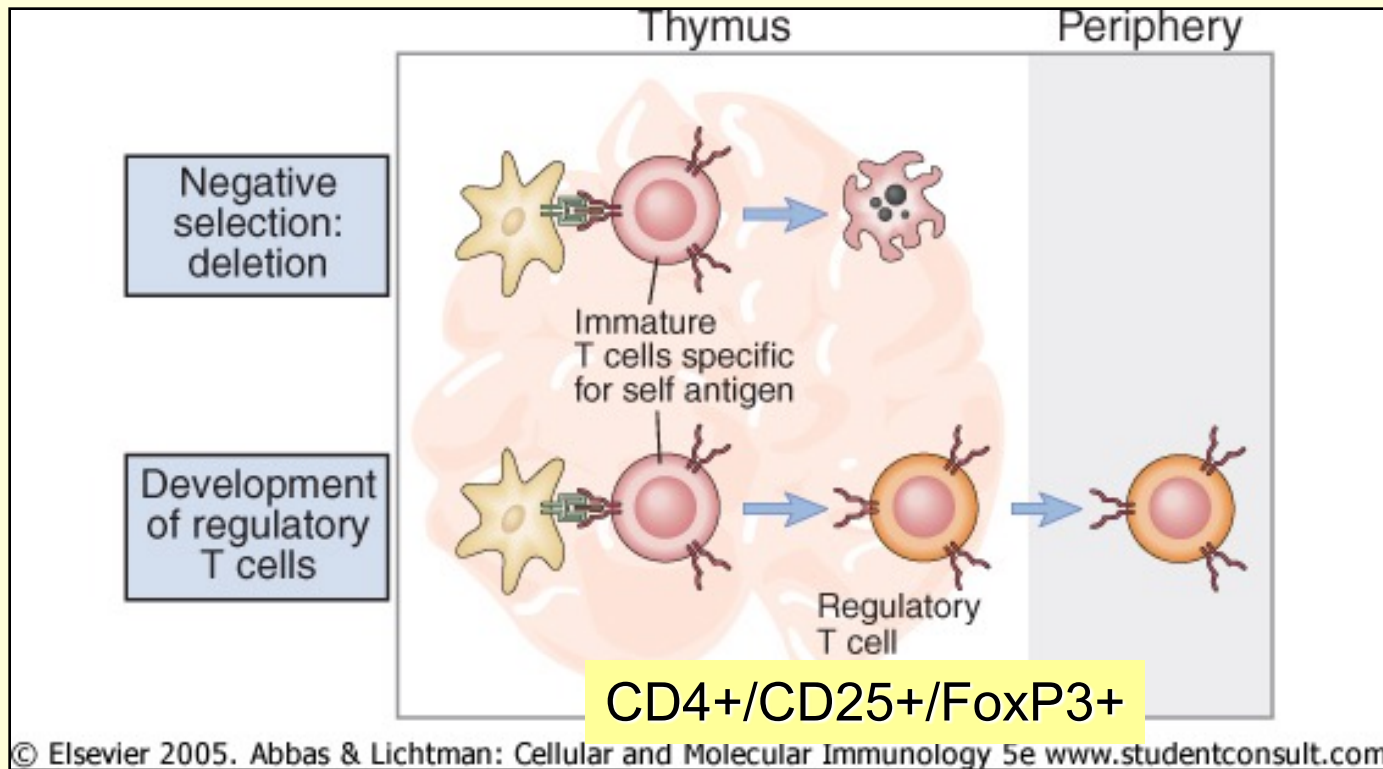 Thymus
Periphery
Negative
selection:
deletion
Immature
T cells specific
for self antigen
Development
of regulatory
T cells
Regulatory
T cell
CD4+/CD25+/FoxP3+
© Elsevier 2005. Abbas & Lichtman: Cellular and Molecular Immunology 5e www.studentconsult.com